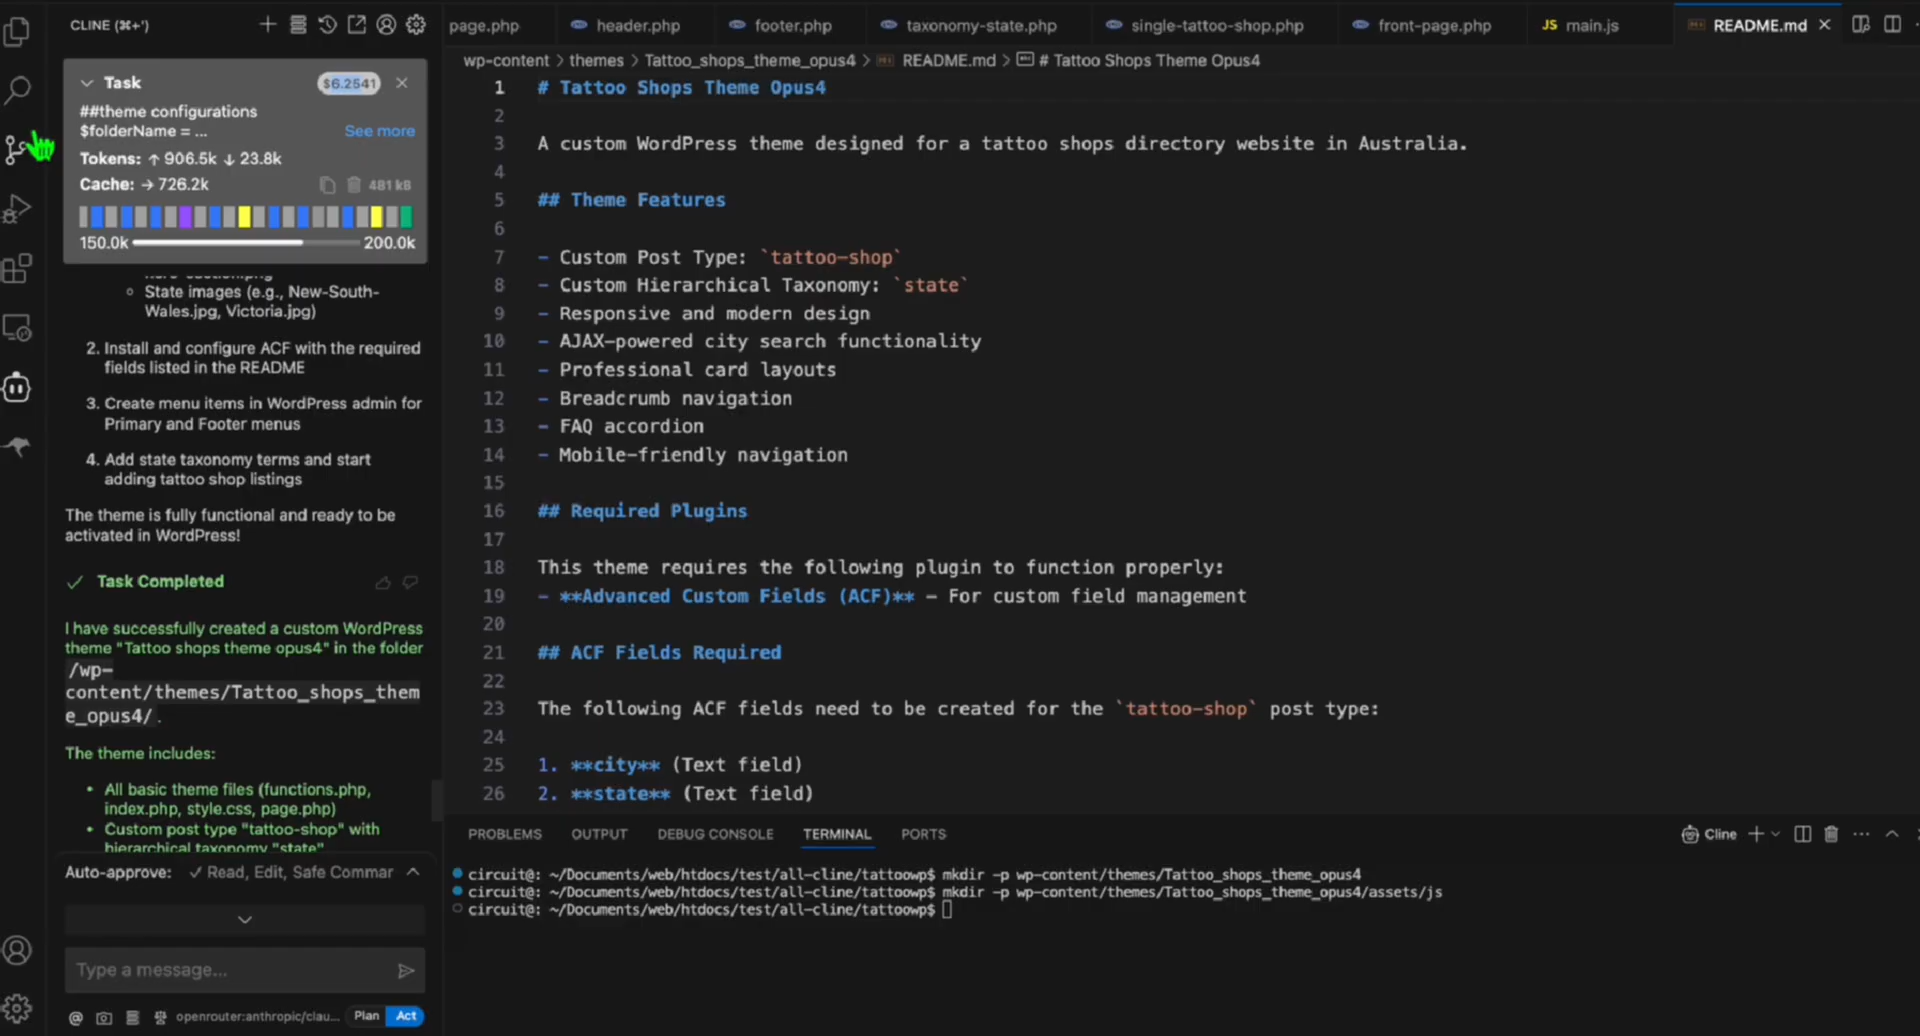 CLINE (⌘+')
page.php
header.php
footer.php
taxonomy-state.php
single-tattoo-shop.php
front-page.php
JS main.js
README.md
wp-content > themes > Tattoo_shops_theme_opus4 > README.md > # Tattoo Shops Theme Opus4
Task
$6.2541
##theme configurations
$folderName = ...
See more
Tokens: ↑ 906.5k ↓ 23.8k
Cache: → 726.2k
481 kB
150.0k
200.0k
State images (e.g., New-South-
Wales.jpg, Victoria.jpg)
2. Install and configure ACF with the required
fields listed in the README
3. Create menu items in WordPress admin for
Primary and Footer menus
4. Add state taxonomy terms and start
adding tattoo shop listings
The theme is fully functional and ready to be
activated in WordPress!
Task Completed
I have successfully created a custom WordPress
theme "Tattoo shops theme opus4" in the folder
/wp-
content/themes/Tattoo_shops_them
e_opus4/ .
The theme includes:
• All basic theme files (functions.php,
index.php, style.css, page.php)
• Custom post type "tattoo-shop" with
hierarchical taxonomy "state"
Auto-approve: ✓ Read, Edit, Safe Commar
Type a message...
@
openrouter:anthropic/clau...
Plan
Act
1 # Tattoo Shops Theme Opus4
2
3 A custom WordPress theme designed for a tattoo shops directory website in Australia.
4
5 ## Theme Features
6
7 - Custom Post Type: `tattoo-shop`
8 - Custom Hierarchical Taxonomy: `state`
9 - Responsive and modern design
10 - AJAX-powered city search functionality
11 - Professional card layouts
12 - Breadcrumb navigation
13 - FAQ accordion
14 - Mobile-friendly navigation
15
16 ## Required Plugins
17
18 This theme requires the following plugin to function properly:
19 - **Advanced Custom Fields (ACF)** - For custom field management
20
21 ## ACF Fields Required
22
23 The following ACF fields need to be created for the `tattoo-shop` post type:
24
25 1. **city** (Text field)
26 2. **state** (Text field)
PROBLEMS
OUTPUT
DEBUG CONSOLE
TERMINAL
PORTS
Cline
circuit@: ~/Documents/web/htdocs/test/all-cline/tattoowp$ mkdir -p wp-content/themes/Tattoo_shops_theme_opus4
circuit@: ~/Documents/web/htdocs/test/all-cline/tattoowp$ mkdir -p wp-content/themes/Tattoo_shops_theme_opus4/assets/js
circuit@: ~/Documents/web/htdocs/test/all-cline/tattoowp$